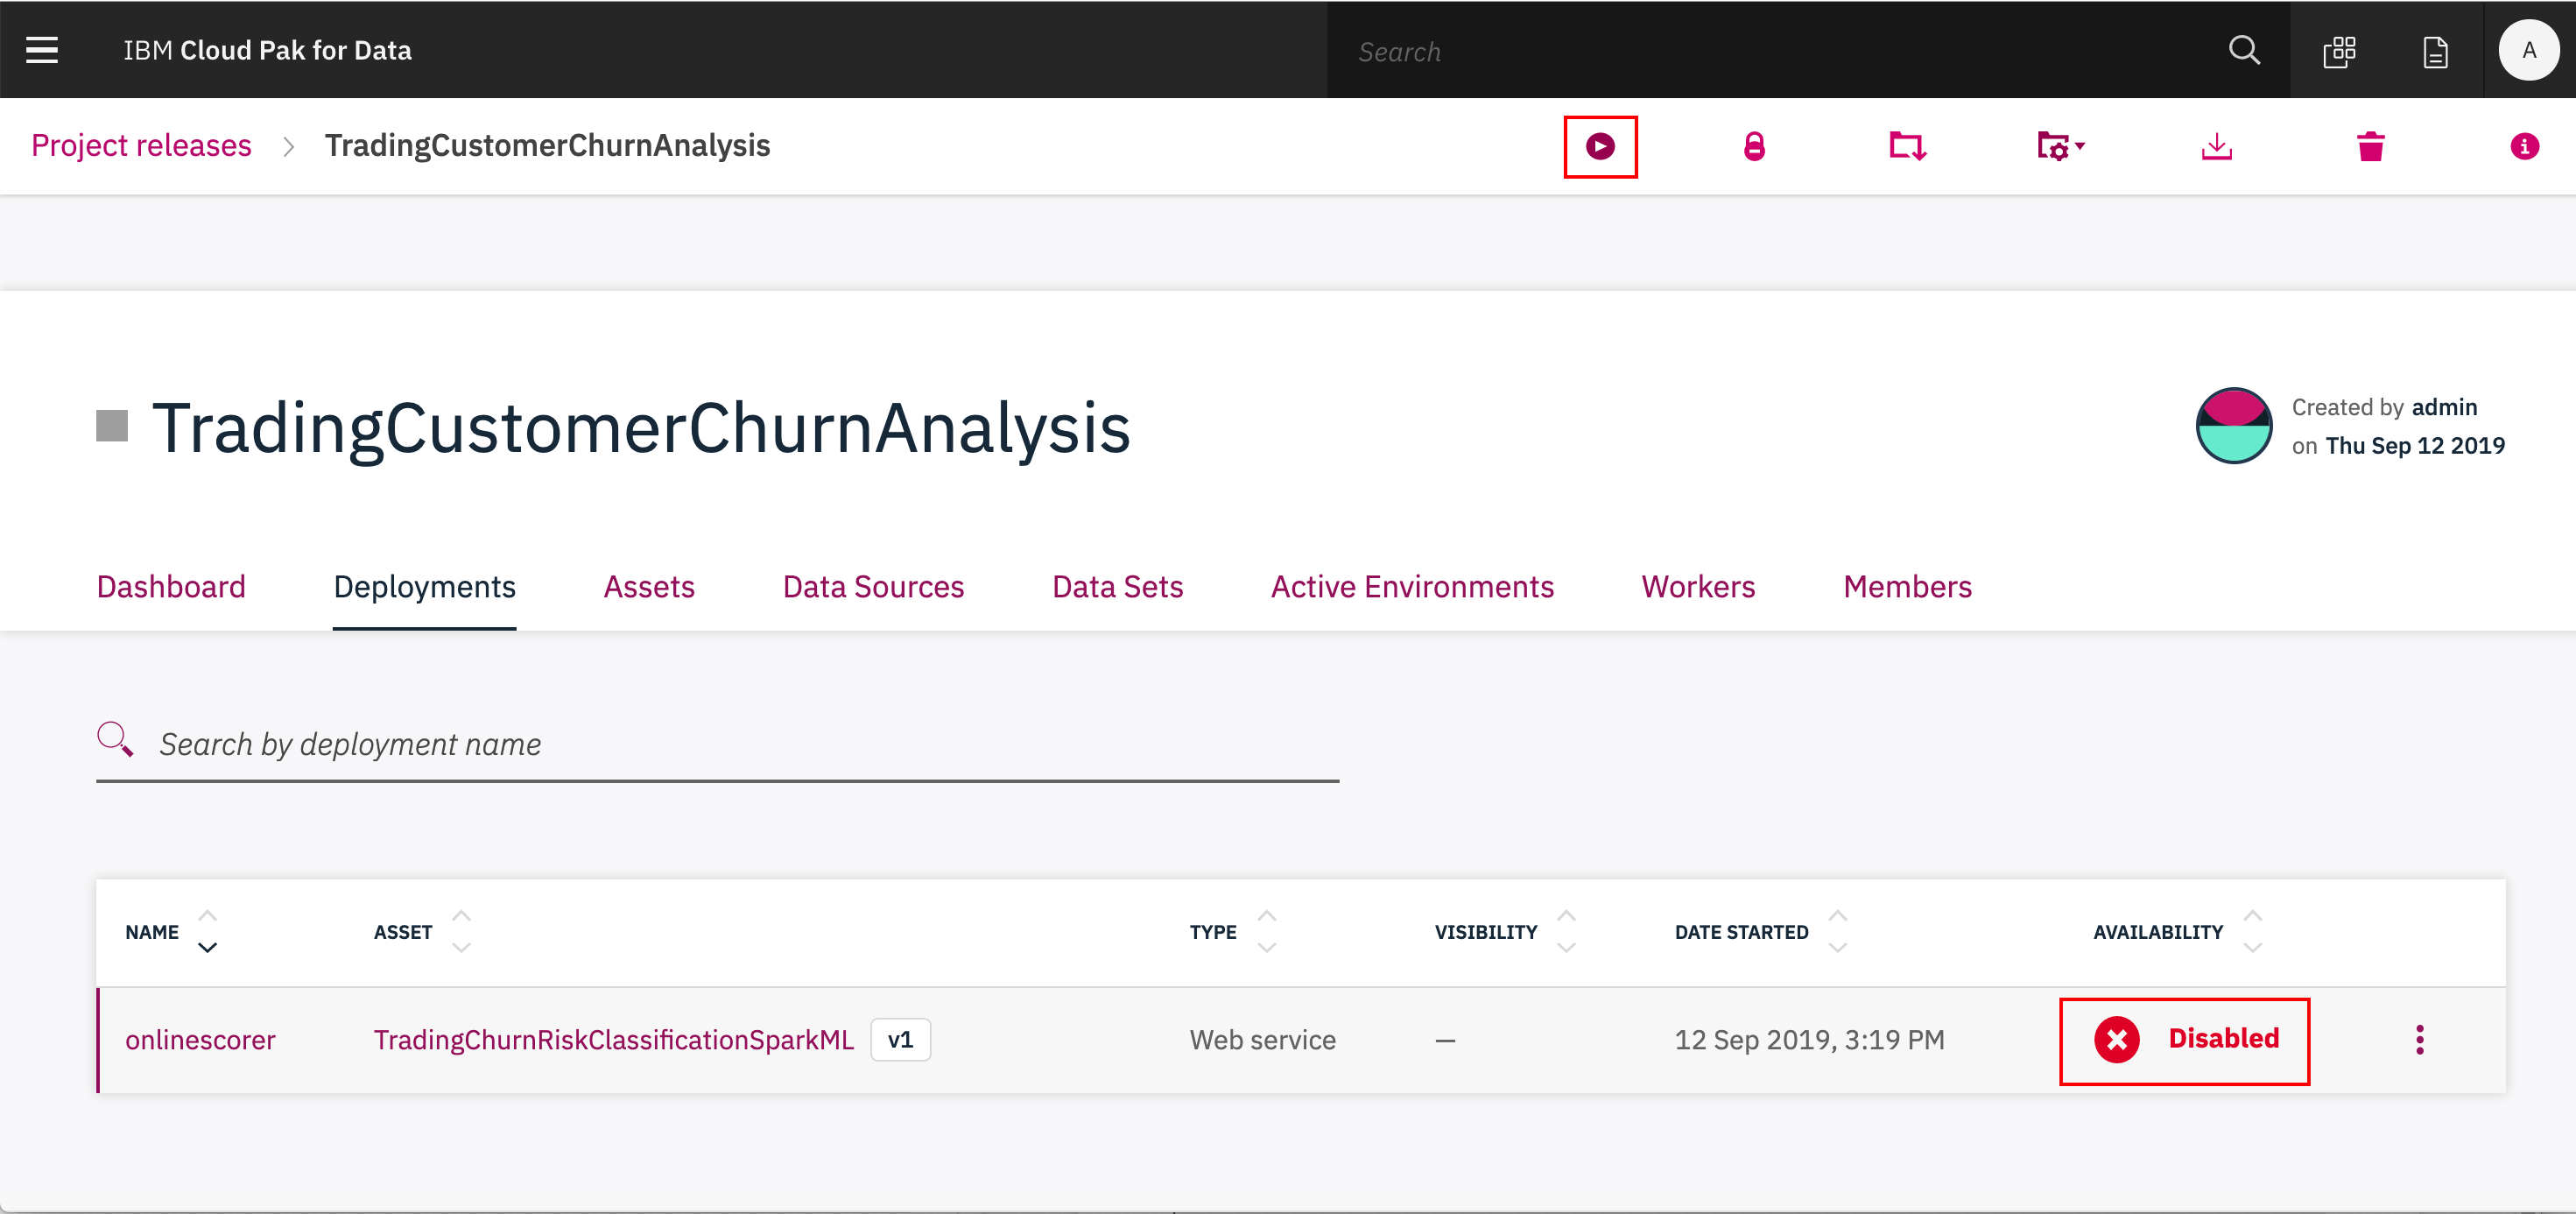 IBM Cloud Pak for Data
Search
A
Project releases > TradingCustomerChurnAnalysis
TradingCustomerChurnAnalysis
Created by admin
on Thu Sep 12 2019
Dashboard Deployments Assets Data Sources Data Sets Active Environments Workers Members
Search by deployment name
NAME ASSET TYPE VISIBILITY DATE STARTED AVAILABILITY
onlinescorer TradingChurnRiskClassificationSparkML v1 Web service — 12 Sep 2019, 3:19 PM Disabled